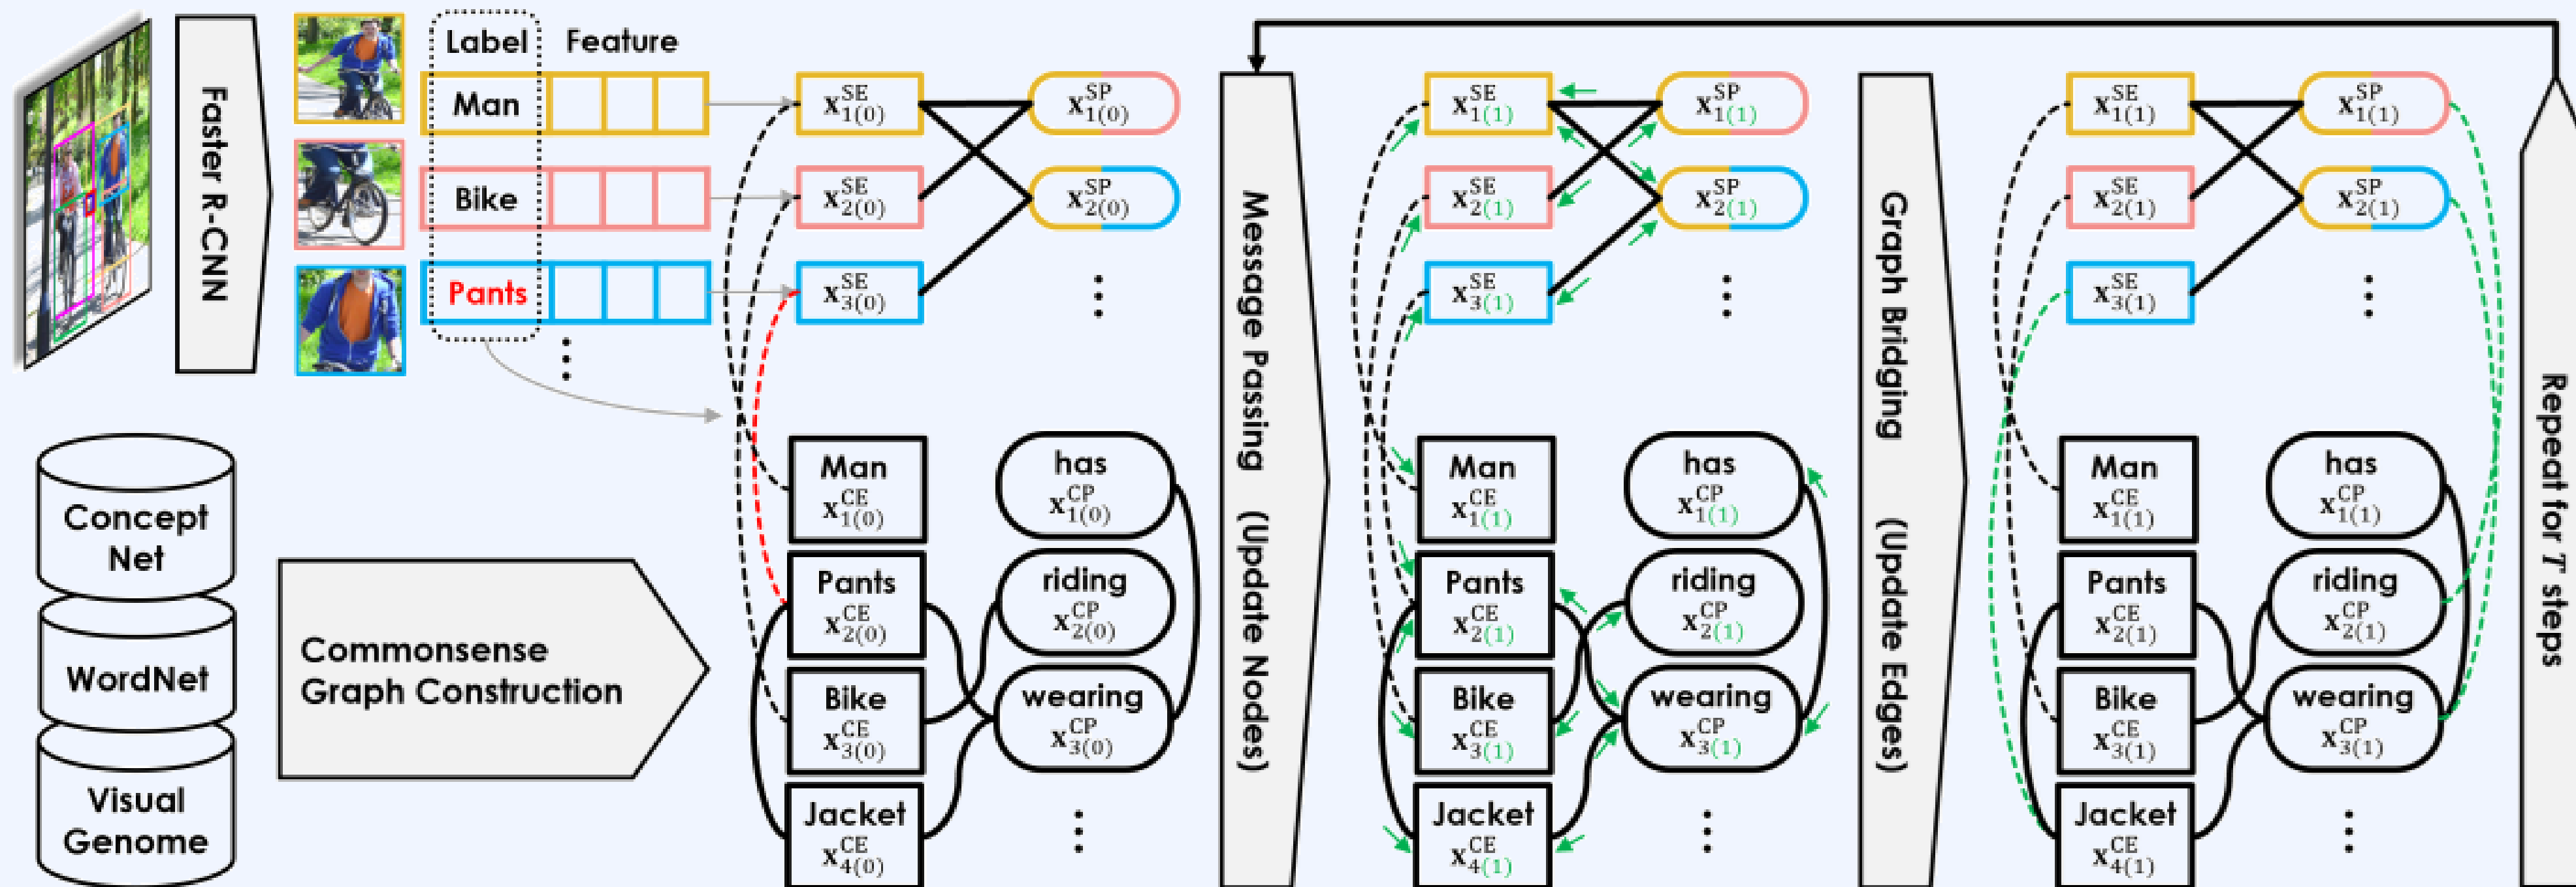 Faster R-CNN
Label Feature
Man
Bike
Pants
x^SE_1(0) x^SP_1(0)
x^SE_2(0) x^SP_2(0)
x^SE_3(0)
Concept
Net
WordNet
Visual
Genome
Commonsense
Graph Construction
Man
x^CE_1(0)
Pants
x^CE_2(0)
Bike
x^CE_3(0)
Jacket
x^CE_4(0)
has
x^CP_1(0)
riding
x^CP_2(0)
wearing
x^CP_3(0)
Message Passing (Update Nodes)
x^SE_1(1) x^SP_1(1)
x^SE_2(1) x^SP_2(1)
x^SE_3(1)
Man
x^CE_1(1)
Pants
x^CE_2(1)
Bike
x^CE_3(1)
Jacket
x^CE_4(1)
has
x^CP_1(1)
riding
x^CP_2(1)
wearing
x^CP_3(1)
Graph Bridging (Update Edges)
x^SE_1(1) x^SP_1(1)
x^SE_2(1) x^SP_2(1)
x^SE_3(1)
Man
x^CE_1(1)
Pants
x^CE_2(1)
Bike
x^CE_3(1)
Jacket
x^CE_4(1)
has
x^CP_1(1)
riding
x^CP_2(1)
wearing
x^CP_3(1)
Repeat for T steps